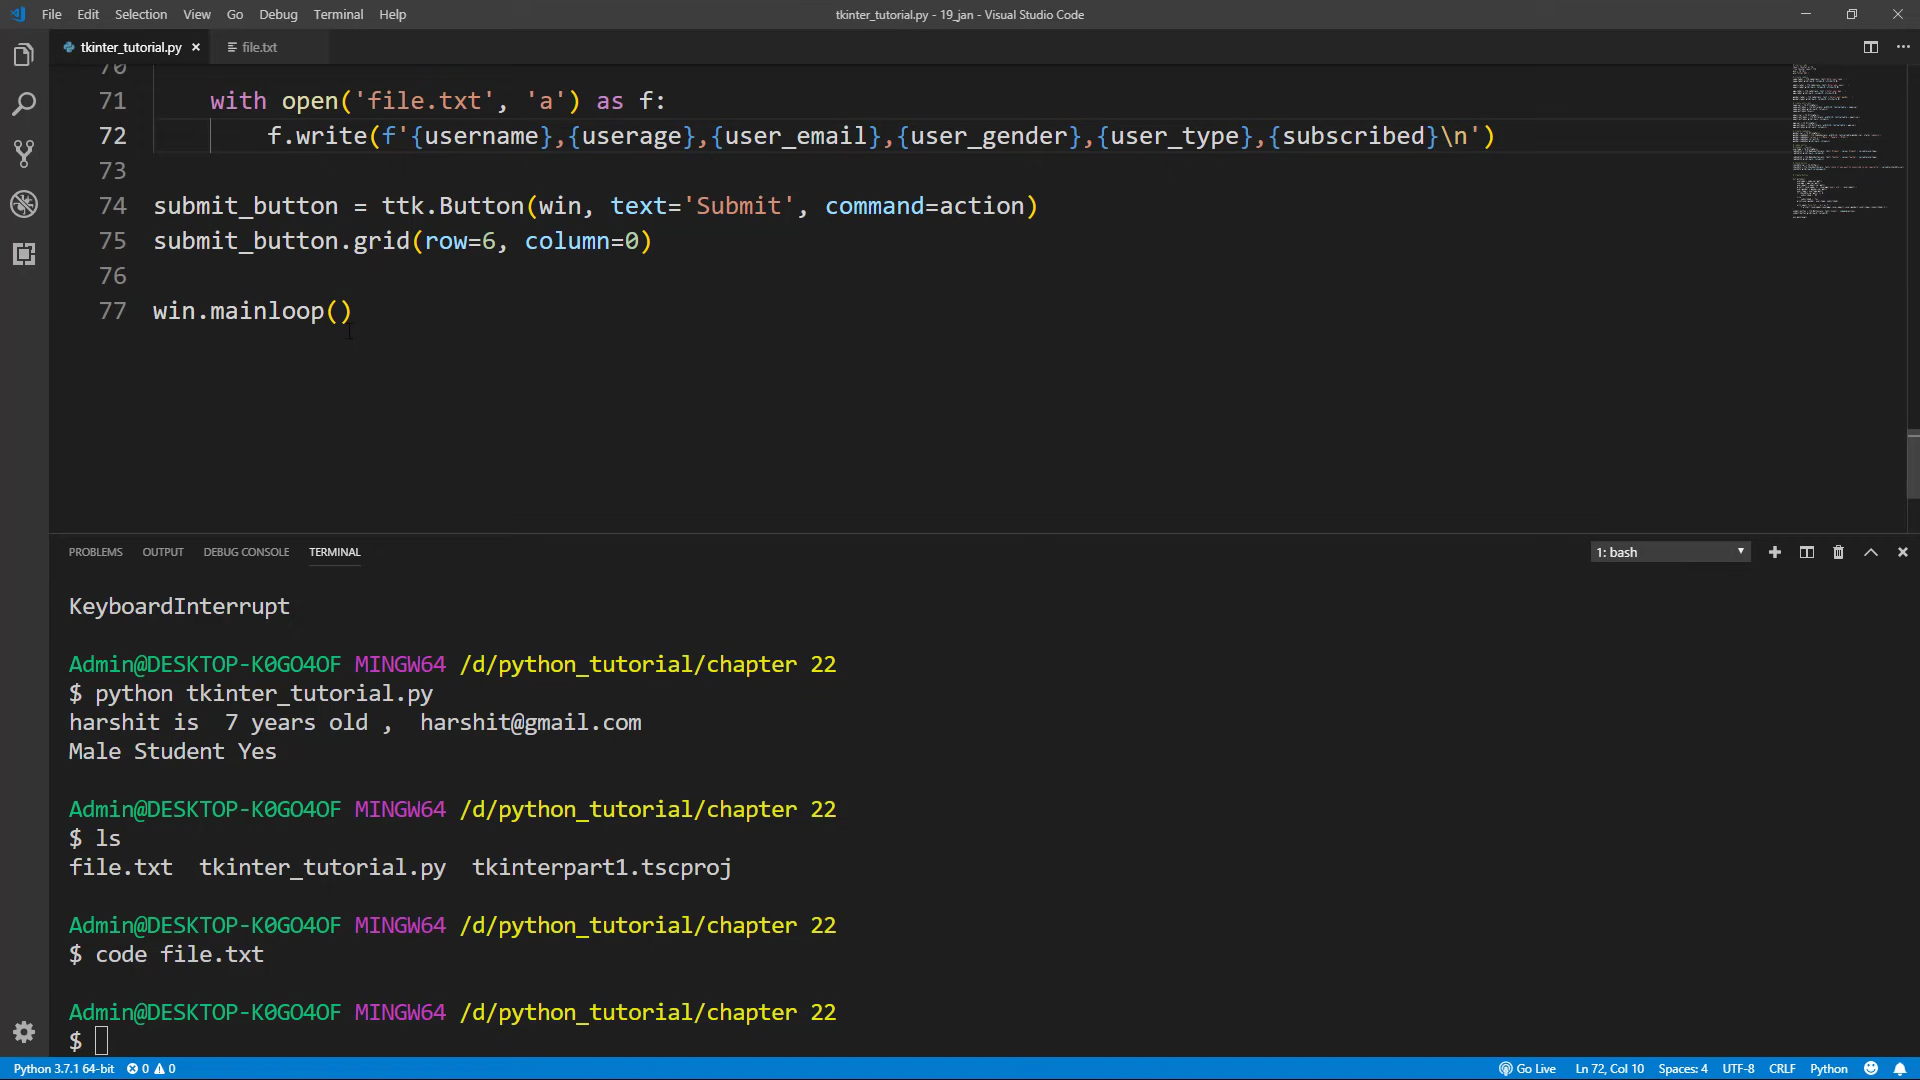 File Edit Selection View Go Debug Terminal Help
tkinter_tutorial.py - 19_jan - Visual Studio Code
tkinter_tutorial.py × file.txt
70
71 with open('file.txt', 'a') as f:
72 f.write(f'{username},{userage},{user_email},{user_gender},{user_type},{subscribed}\n')
73
74 submit_button = ttk.Button(win, text='Submit', command=action)
75 submit_button.grid(row=6, column=0)
76
77 win.mainloop()
PROBLEMS OUTPUT DEBUG CONSOLE TERMINAL
1: bash
KeyboardInterrupt
Admin@DESKTOP-K0GO4OF MINGW64 /d/python_tutorial/chapter 22
$ python tkinter_tutorial.py
harshit is  7 years old ,  harshit@gmail.com
Male Student Yes
Admin@DESKTOP-K0GO4OF MINGW64 /d/python_tutorial/chapter 22
$ ls
file.txt  tkinter_tutorial.py  tkinterpart1.tscproj
Admin@DESKTOP-K0GO4OF MINGW64 /d/python_tutorial/chapter 22
$ code file.txt
Admin@DESKTOP-K0GO4OF MINGW64 /d/python_tutorial/chapter 22
$
Python 3.7.1 64-bit 0 0 Go Live Ln 72, Col 10 Spaces: 4 UTF-8 CRLF Python